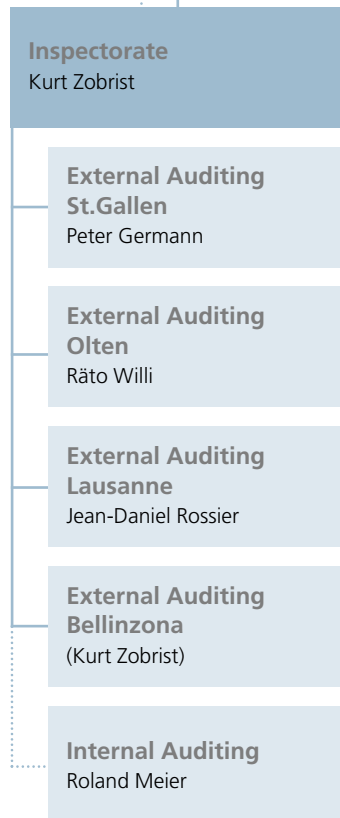 Inspectorate
Kurt Zobrist
External Auditing
St.Gallen
Peter Germann
External Auditing
Olten
Räto Willi
External Auditing
Lausanne
Jean-Daniel Rossier
External Auditing
Bellinzona
(Kurt Zobrist)
Internal Auditing
Roland Meier